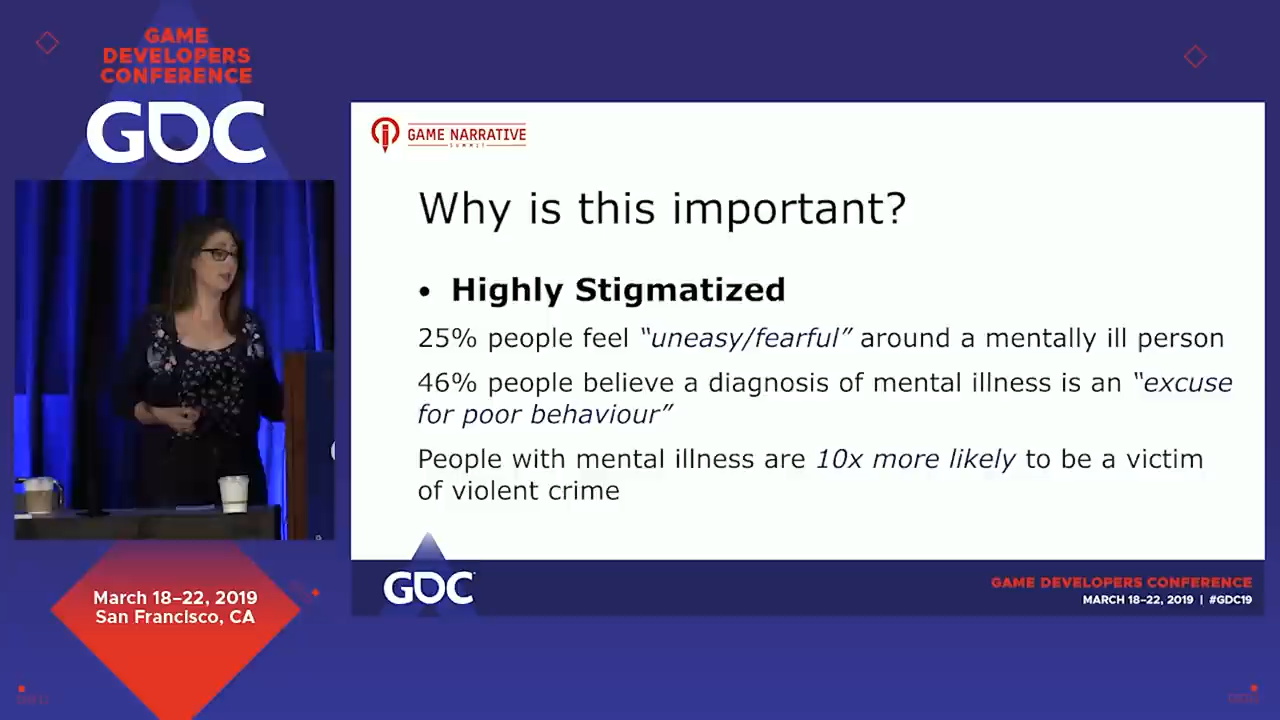 GAME
DEVELOPERS
CONFERENCE
GDC
GAME NARRATIVE
SUMMIT
Why is this important?
• Highly Stigmatized
25% people feel “uneasy/fearful” around a mentally ill person
46% people believe a diagnosis of mental illness is an “excuse
for poor behaviour”
People with mental illness are 10x more likely to be a victim
of violent crime
March 18–22, 2019
San Francisco, CA
GDC
GAME DEVELOPERS CONFERENCE
MARCH 18–22, 2019 | #GDC19